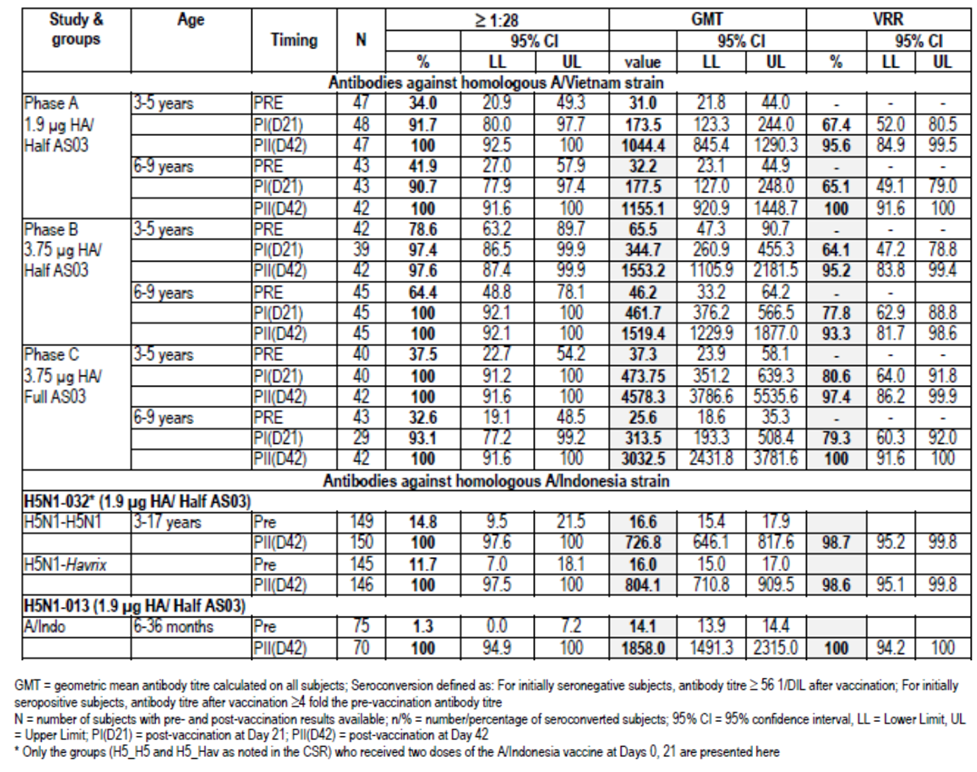 Study & groups Age Timing N ≥ 1:28 GMT VRR
95% CI 95% CI 95% CI
% LL UL value LL UL % LL UL
Antibodies against homologous A/Vietnam strain
Phase A 3-5 years PRE 47 34.0 20.9 49.3 31.0 21.8 44.0 - - -
1.9 µg HA/ PI(D21) 48 91.7 80.0 97.7 173.5 123.3 244.0 67.4 52.0 80.5
Half AS03 PII(D42) 47 100 92.5 100 1044.4 845.4 1290.3 95.6 84.9 99.5
6-9 years PRE 43 41.9 27.0 57.9 32.2 23.1 44.9 - - -
PI(D21) 43 90.7 77.9 97.4 177.5 127.0 248.0 65.1 49.1 79.0
PII(D42) 42 100 91.6 100 1155.1 920.9 1448.7 100 91.6 100
Phase B 3-5 years PRE 42 78.6 63.2 89.7 65.5 47.3 90.7 - - -
3.75 µg HA/ PI(D21) 39 97.4 86.5 99.9 344.7 260.9 455.3 64.1 47.2 78.8
Half AS03 PII(D42) 42 97.6 87.4 99.9 1553.2 1105.9 2181.5 95.2 83.8 99.4
6-9 years PRE 45 64.4 48.8 78.1 46.2 33.2 64.2 - - -
PI(D21) 45 100 92.1 100 461.7 376.2 566.5 77.8 62.9 88.8
PII(D42) 45 100 92.1 100 1519.4 1229.9 1877.0 93.3 81.7 98.6
Phase C 3-5 years PRE 40 37.5 22.7 54.2 37.3 23.9 58.1 - - -
3.75 µg HA/ PI(D21) 40 100 91.2 100 473.75 351.2 639.3 80.6 64.0 91.8
Full AS03 PII(D42) 42 100 91.6 100 4578.3 3786.6 5535.6 97.4 86.2 99.9
6-9 years PRE 43 32.6 19.1 48.5 25.6 18.6 35.3 - - -
PI(D21) 29 93.1 77.2 99.2 313.5 193.3 508.4 79.3 60.3 92.0
PII(D42) 42 100 91.6 100 3032.5 2431.8 3781.6 100 91.6 100
Antibodies against homologous A/Indonesia strain
H5N1-032* (1.9 µg HA/ Half AS03)
H5N1-H5N1 3-17 years Pre 149 14.8 9.5 21.5 16.6 15.4 17.9
PII(D42) 150 100 97.6 100 726.8 646.1 817.6 98.7 95.2 99.8
H5N1-Havrix Pre 145 11.7 7.0 18.1 16.0 15.0 17.0
PII(D42) 146 100 97.5 100 804.1 710.8 909.5 98.6 95.1 99.8
H5N1-013 (1.9 µg HA/ Half AS03)
A/Indo 6-36 months Pre 75 1.3 0.0 7.2 14.1 13.9 14.4
PII(D42) 70 100 94.9 100 1858.0 1491.3 2315.0 100 94.2 100
GMT = geometric mean antibody titre calculated on all subjects; Seroconversion defined as: For initially seronegative subjects, antibody titre ≥ 56 1/DIL after vaccination; For initially
seropositive subjects, antibody titre after vaccination ≥4 fold the pre-vaccination antibody titre
N = number of subjects with pre- and post-vaccination results available; n/% = number/percentage of seroconverted subjects; 95% CI = 95% confidence interval, LL = Lower Limit, UL
= Upper Limit; PI(D21) = post-vaccination at Day 21; PII(D42) = post-vaccination at Day 42
* Only the groups (H5_H5 and H5_Hav as noted in the CSR) who received two doses of the A/Indonesia vaccine at Days 0, 21 are presented here